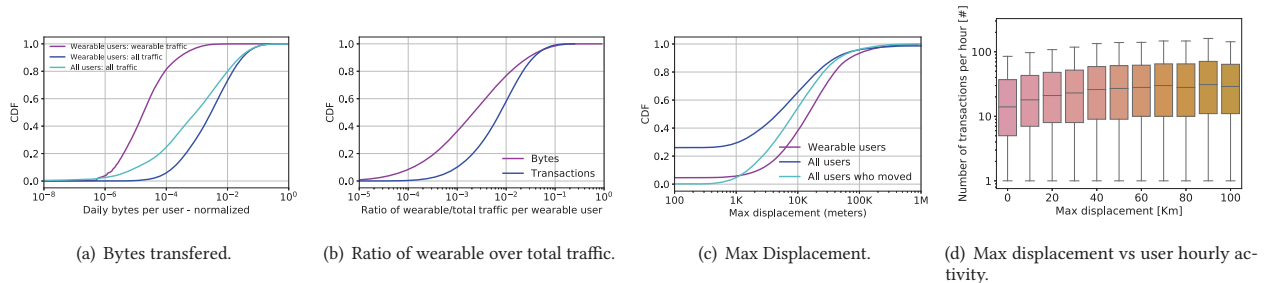 1.0
0.8
0.6
0.4
0.2
0.0
CDF
Wearable users: wearable traffic
Wearable users: all traffic
All users: all traffic
10⁻⁸ 10⁻⁶ 10⁻⁴ 10⁻² 10⁰
Daily bytes per user - normalized
(a) Bytes transfered.
1.0
0.8
0.6
0.4
0.2
0.0
CDF
Bytes
Transactions
10⁻⁵ 10⁻⁴ 10⁻³ 10⁻² 10⁻¹ 10⁰
Ratio of wearable/total traffic per wearable user
(b) Ratio of wearable over total traffic.
1.0
0.8
0.6
0.4
0.2
0.0
CDF
Wearable users
All users
All users who moved
100 1K 10K 100K 1M
Max displacement (meters)
(c) Max Displacement.
Number of transactions per hour [#]
100
10
1
0 20 40 60 80 100
Max displacement [Km]
(d) Max displacement vs user hourly ac-
tivity.